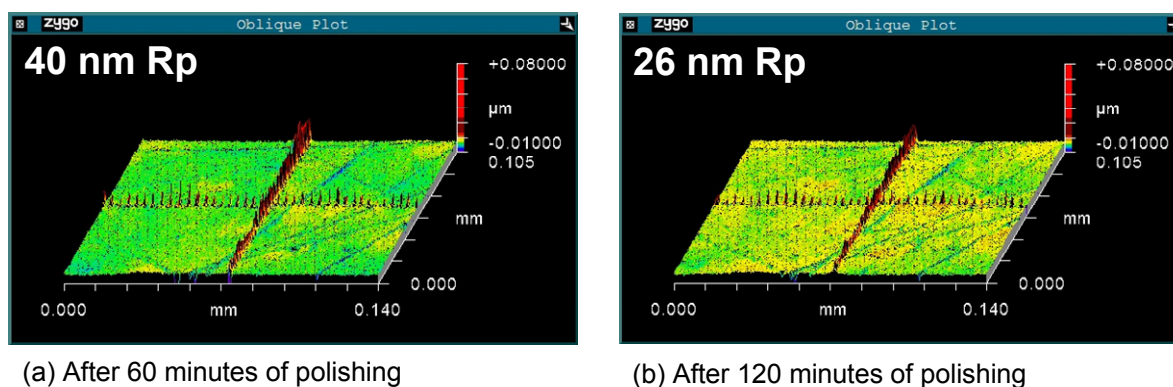 zygo Oblique Plot
40 nm Rp
+0.08000
µm
-0.01000
0.105
mm
0.000
0.000 mm 0.140
(a) After 60 minutes of polishing
zygo Oblique Plot
26 nm Rp
+0.08000
µm
-0.01000
0.105
mm
0.000
0.000 mm 0.140
(b) After 120 minutes of polishing